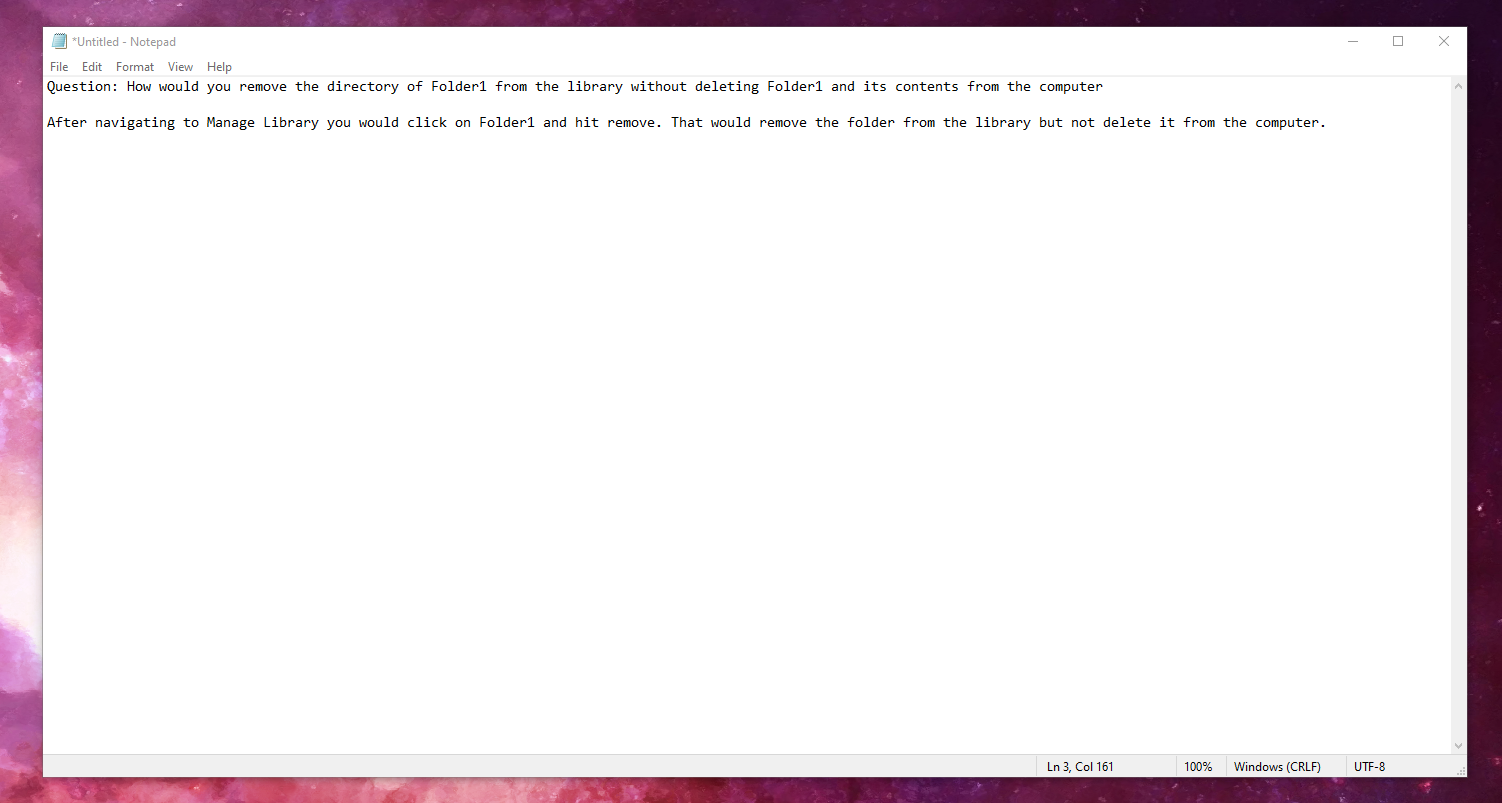 *Untitled - Notepad
File Edit Format View Help
Question: How would you remove the directory of Folder1 from the library without deleting Folder1 and its contents from the computer
After navigating to Manage Library you would click on Folder1 and hit remove. That would remove the folder from the library but not delete it from the computer.
Ln 3, Col 161 100% Windows (CRLF) UTF-8